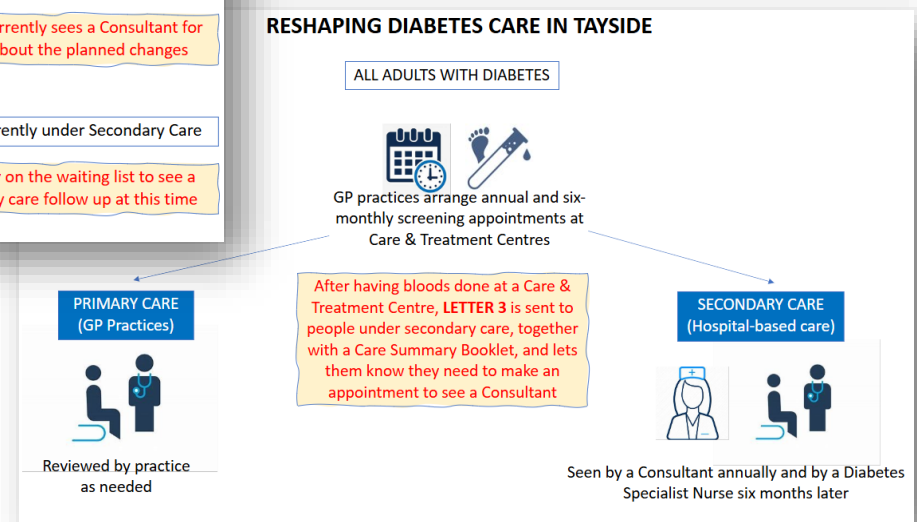 rrently sees a Consultant for
bout the planned changes
rently under Secondary Care
on the waiting list to see a
y care follow up at this time
RESHAPING DIABETES CARE IN TAYSIDE
ALL ADULTS WITH DIABETES
GP practices arrange annual and six-
monthly screening appointments at
Care & Treatment Centres
PRIMARY CARE
(GP Practices)
After having bloods done at a Care &
Treatment Centre, LETTER 3 is sent to
people under secondary care, together
with a Care Summary Booklet, and lets
them know they need to make an
appointment to see a Consultant
SECONDARY CARE
(Hospital-based care)
Reviewed by practice
as needed
Seen by a Consultant annually and by a Diabetes
Specialist Nurse six months later